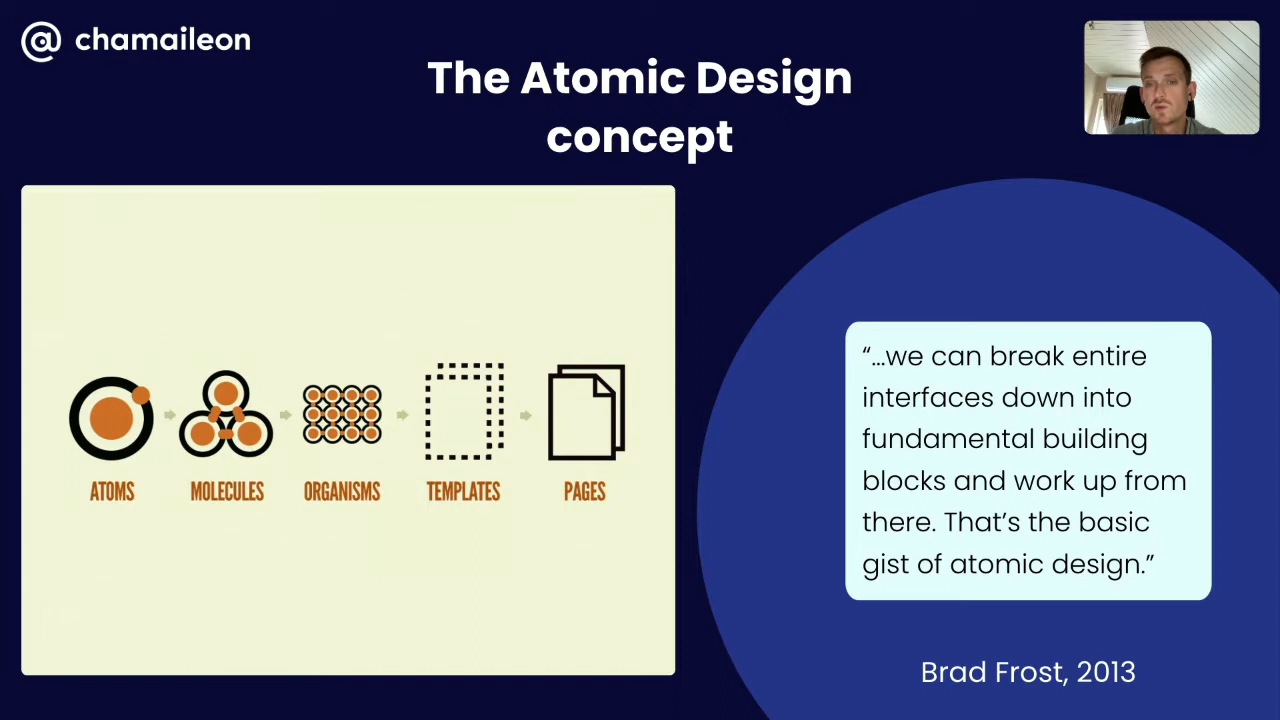 @ chamaileon
The Atomic Design
concept
ATOMS
MOLECULES
ORGANISMS
TEMPLATES
PAGES
“...we can break entire
interfaces down into
fundamental building
blocks and work up from
there. That’s the basic
gist of atomic design.”
Brad Frost, 2013